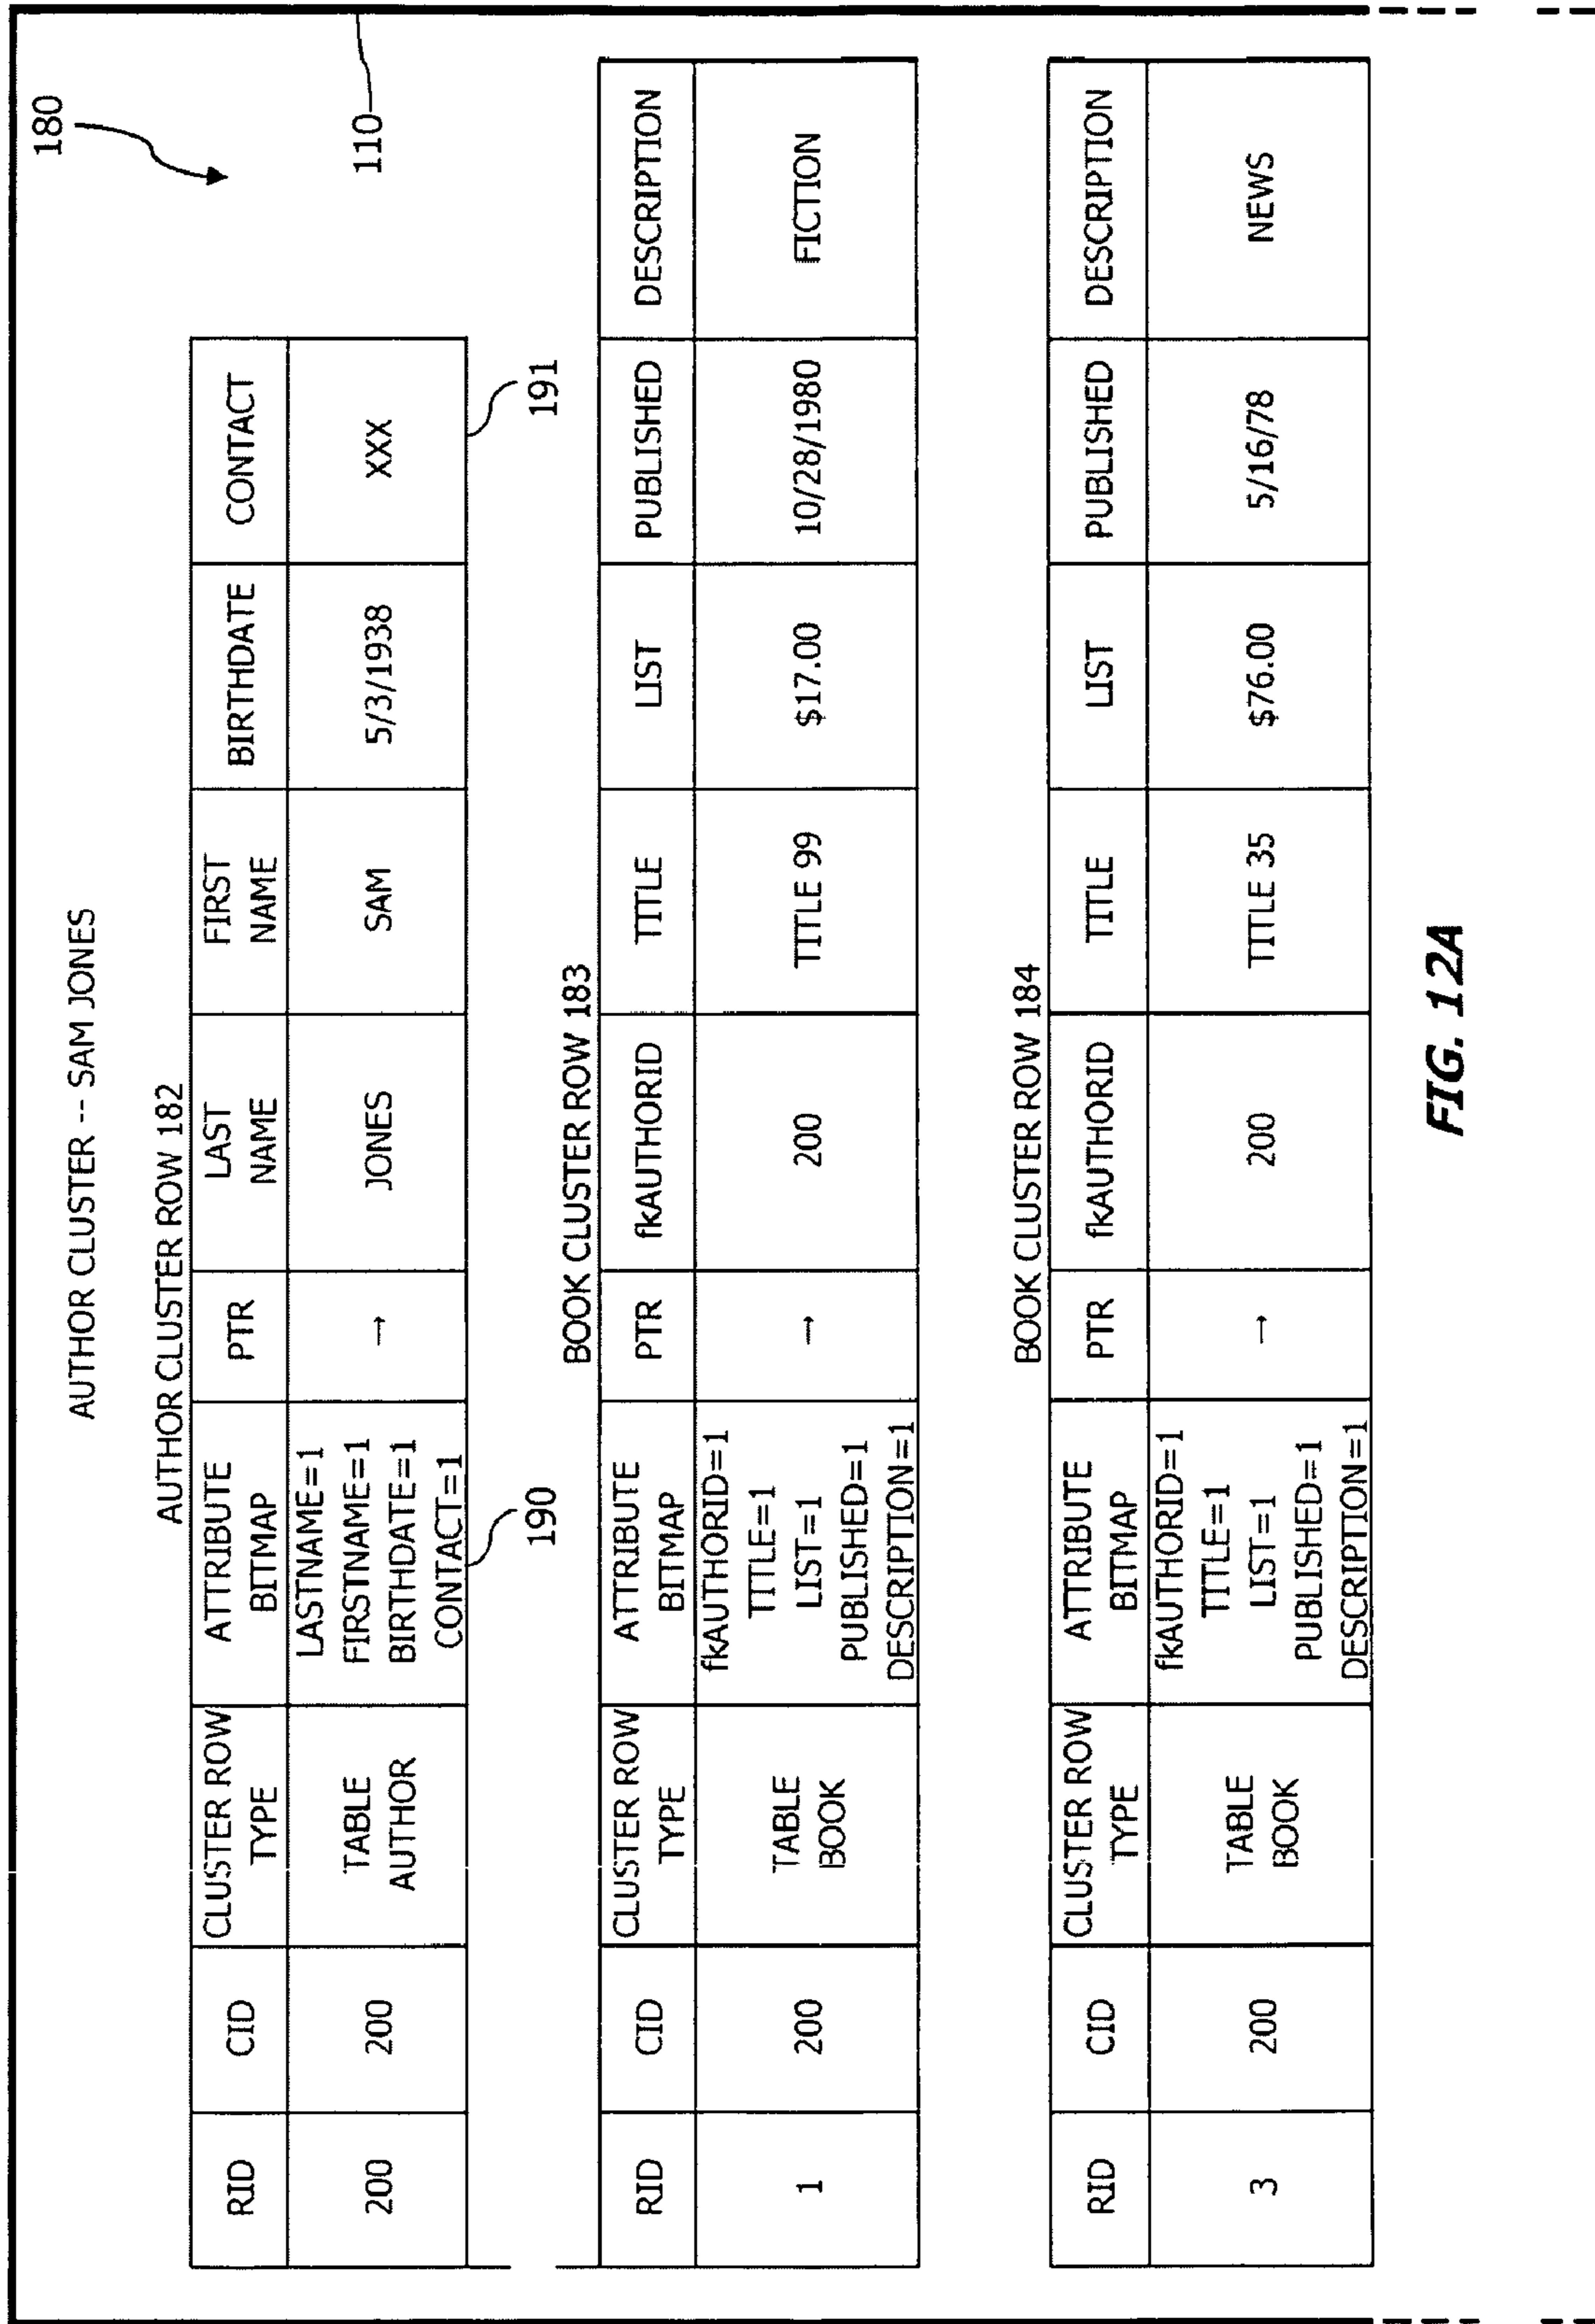 180
110
AUTHOR CLUSTER -- SAM JONES
AUTHOR CLUSTER ROW 182
RID
CID
CLUSTER ROW
TYPE
ATTRIBUTE
BITMAP
PTR
LAST
NAME
FIRST
NAME
BIRTHDATE
CONTACT
200
200
TABLE
AUTHOR
LASTNAME=1
FIRSTNAME=1
BIRTHDATE=1
CONTACT=1
→
JONES
SAM
5/3/1938
XXX
190
191
BOOK CLUSTER ROW 183
RID
CID
CLUSTER ROW
TYPE
ATTRIBUTE
BITMAP
PTR
fkAUTHORID
TITLE
LIST
PUBLISHED
DESCRIPTION
1
200
TABLE
BOOK
fkAUTHORID=1
TITLE=1
LIST=1
PUBLISHED=1
DESCRIPTION=1
→
200
TITLE 99
$17.00
10/28/1980
FICTION
BOOK CLUSTER ROW 184
RID
CID
CLUSTER ROW
TYPE
ATTRIBUTE
BITMAP
PTR
fkAUTHORID
TITLE
LIST
PUBLISHED
DESCRIPTION
3
200
TABLE
BOOK
fkAUTHORID=1
TITLE=1
LIST=1
PUBLISHED=1
DESCRIPTION=1
→
200
TITLE 35
$76.00
5/16/78
NEWS
FIG. 12A